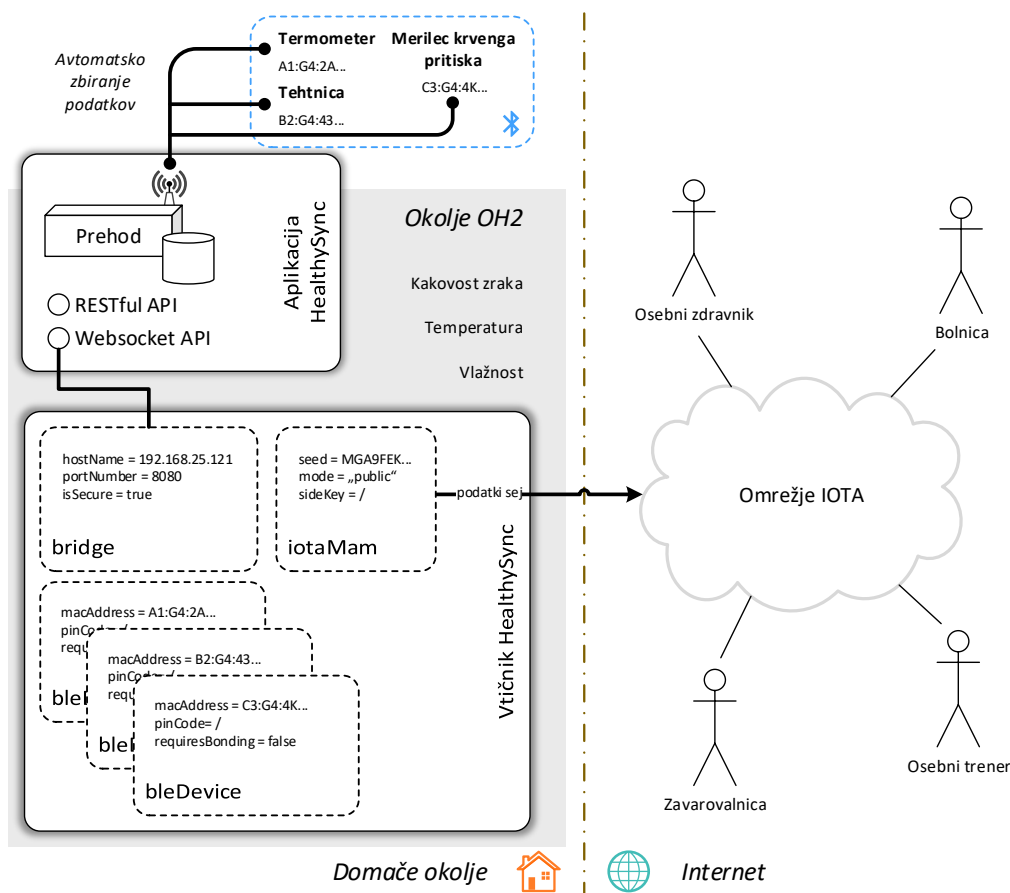 Avtomatsko
zbiranje
podatkov
Termometer
A1:G4:2A...
Tehtnica
B2:G4:43...
Merilec krvenga
pritiska
C3:G4:4K...
Prehod
RESTful API
Websocket API
Aplikacija
HealthySync
Okolje OH2
Kakovost zraka
Temperatura
Vlažnost
hostName = 192.168.25.121
portNumber = 8080
isSecure = true
bridge
seed = MGA9FEK...
mode = „public“
sideKey = /
iotaMam
podatki sej
Vtičnik HealthySync
macAddress = A1:G4:2A...
macAddress = B2:G4:43...
macAddress = C3:G4:4K...
pinCode= /
requiresBonding = false
bleDevice
Osebni zdravnik
Bolnica
Omrežje IOTA
Zavarovalnica
Osebni trener
Domače okolje
Internet